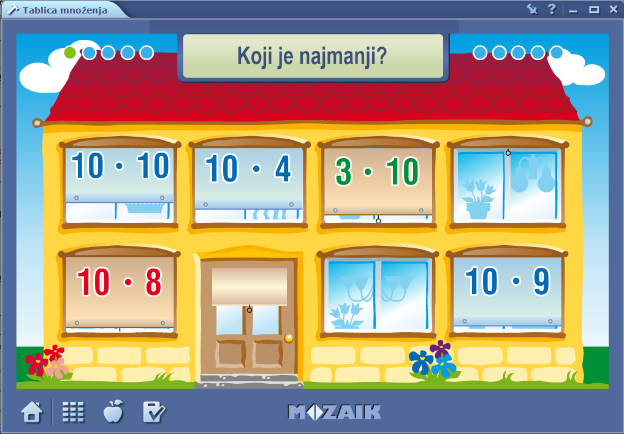 Tablica množenja
Koji je najmanji?
10 · 10
10 · 4
3 · 10
10 · 8
10 · 9
MOZAIK